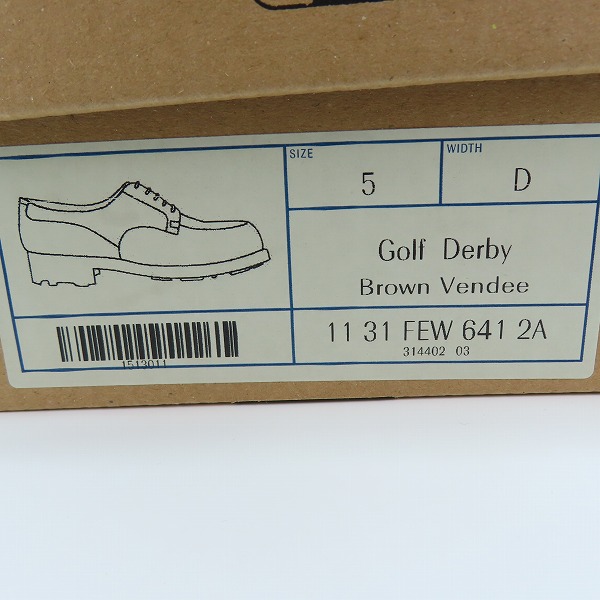 SIZE
5
WIDTH
D
Golf Derby
Brown Vendee
11 31 FEW 641 2A
314402 03
1513011